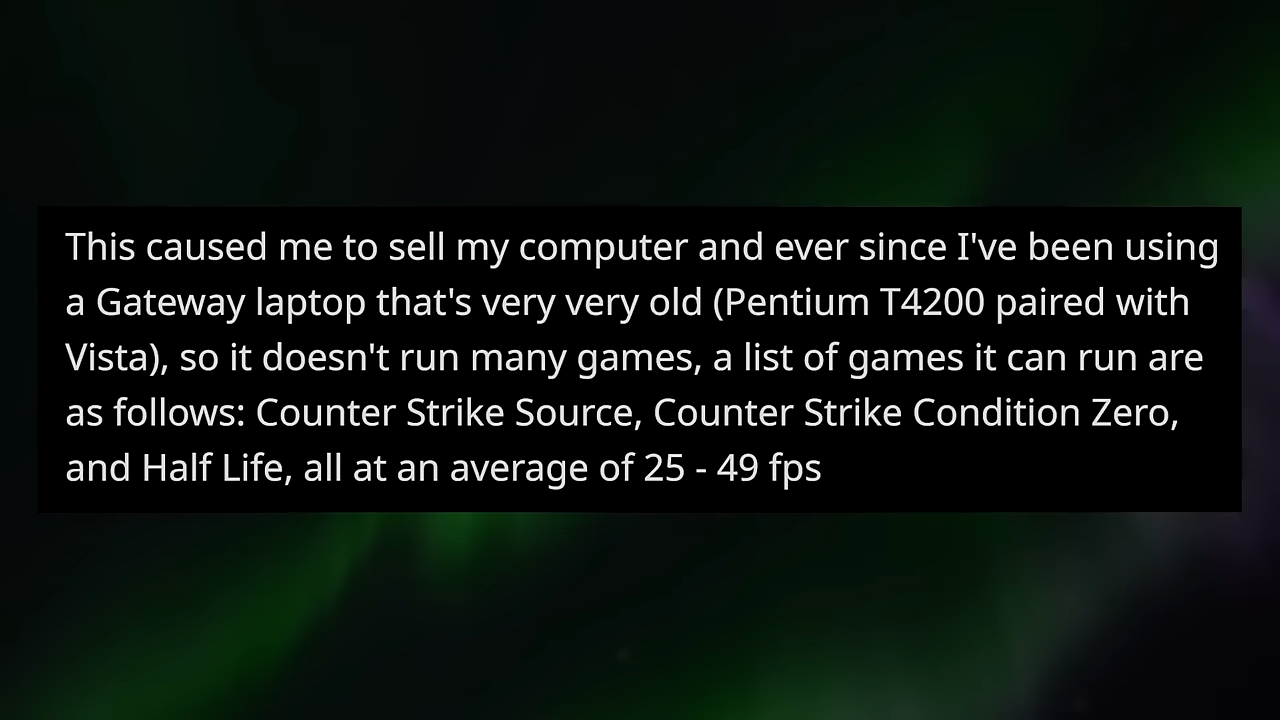 This caused me to sell my computer and ever since I've been using
a Gateway laptop that's very very old (Pentium T4200 paired with
Vista), so it doesn't run many games, a list of games it can run are
as follows: Counter Strike Source, Counter Strike Condition Zero,
and Half Life, all at an average of 25 - 49 fps